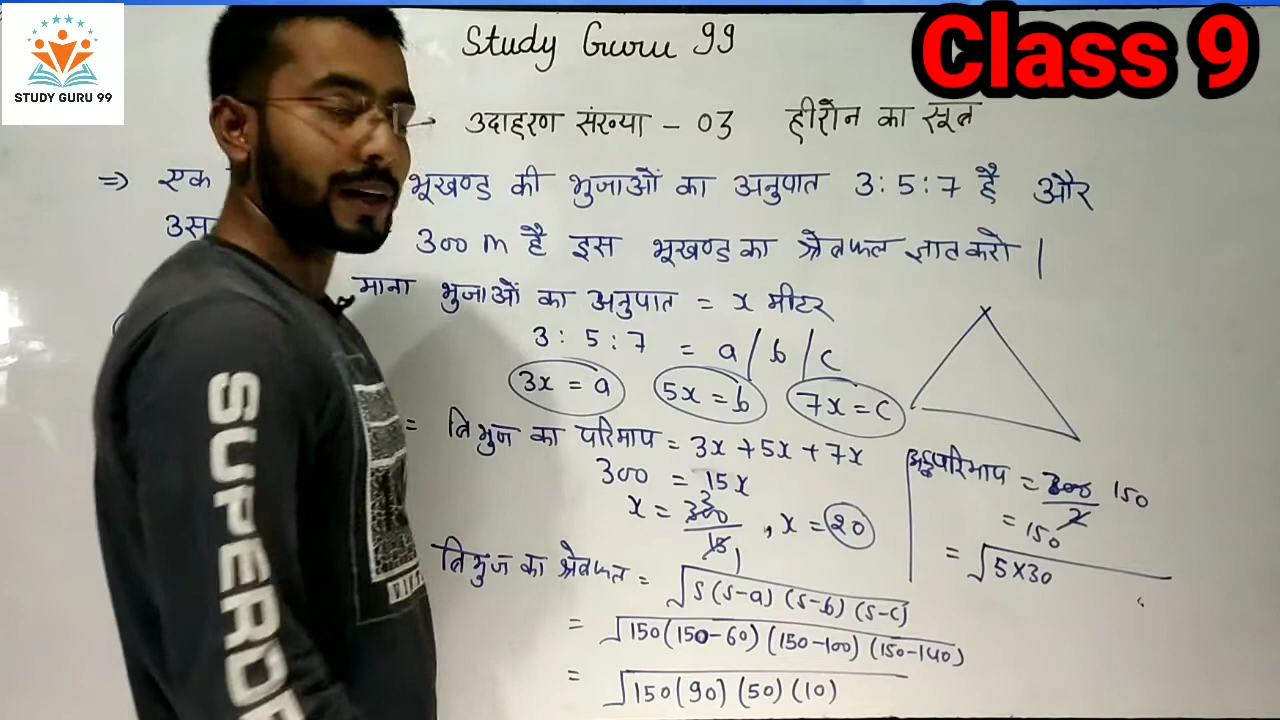 STUDY GURU 99
Study Guru 99
Class 9
→ उदाहरण संख्या - 03 हीरोन का सूत्र
⇒ एक भूखण्ड की भुजाओं का अनुपात 3:5:7 है और
उस 300 m है इस भूखण्ड का क्षेत्रफल ज्ञात करो |
माना भुजाओं का अनुपात = x मीटर
3 : 5 : 7 = a / b / c
3x = a 5x = b 7x = c
= त्रिभुज का परिमाप = 3x + 5x + 7x
300 = 15x
x = 300/15 , x = 20
त्रिभुज का क्षेत्रफल = √s(s-a)(s-b)(s-c)
= √150(150-60)(150-100)(150-140)
= √150(90)(50)(10)
अर्द्धपरिमाप = 300/2 150
= 150
= √5×30
SUPERDR